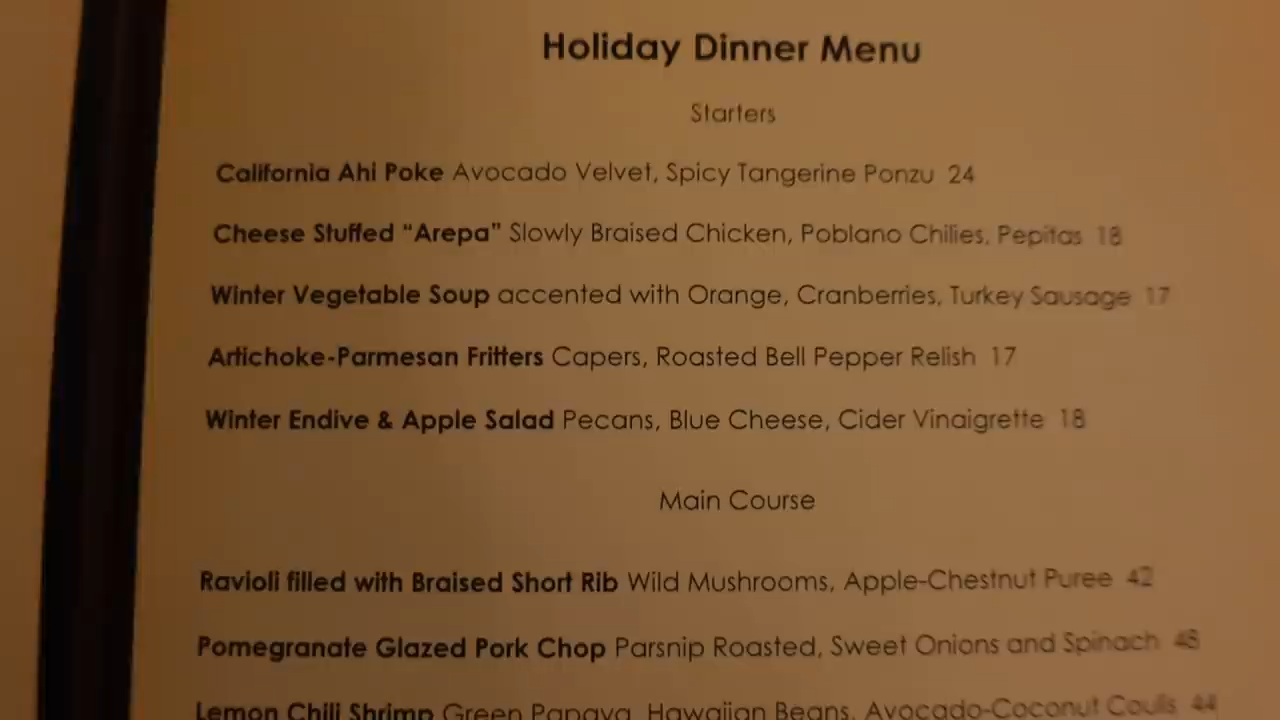 Holiday Dinner Menu
Starters
California Ahi Poke Avocado Velvet, Spicy Tangerine Ponzu 24
Cheese Stuffed “Arepa” Slowly Braised Chicken, Poblano Chilies, Pepitas 18
Winter Vegetable Soup accented with Orange, Cranberries, Turkey Sausage 17
Artichoke-Parmesan Fritters Capers, Roasted Bell Pepper Relish 17
Winter Endive & Apple Salad Pecans, Blue Cheese, Cider Vinaigrette 18
Main Course
Ravioli filled with Braised Short Rib Wild Mushrooms, Apple-Chestnut Puree 42
Pomegranate Glazed Pork Chop Parsnip Roasted, Sweet Onions and Spinach 48
Lemon Chili Shrimp Green Papaya, Hawaiian Beans, Avocado-Coconut Coulis 44